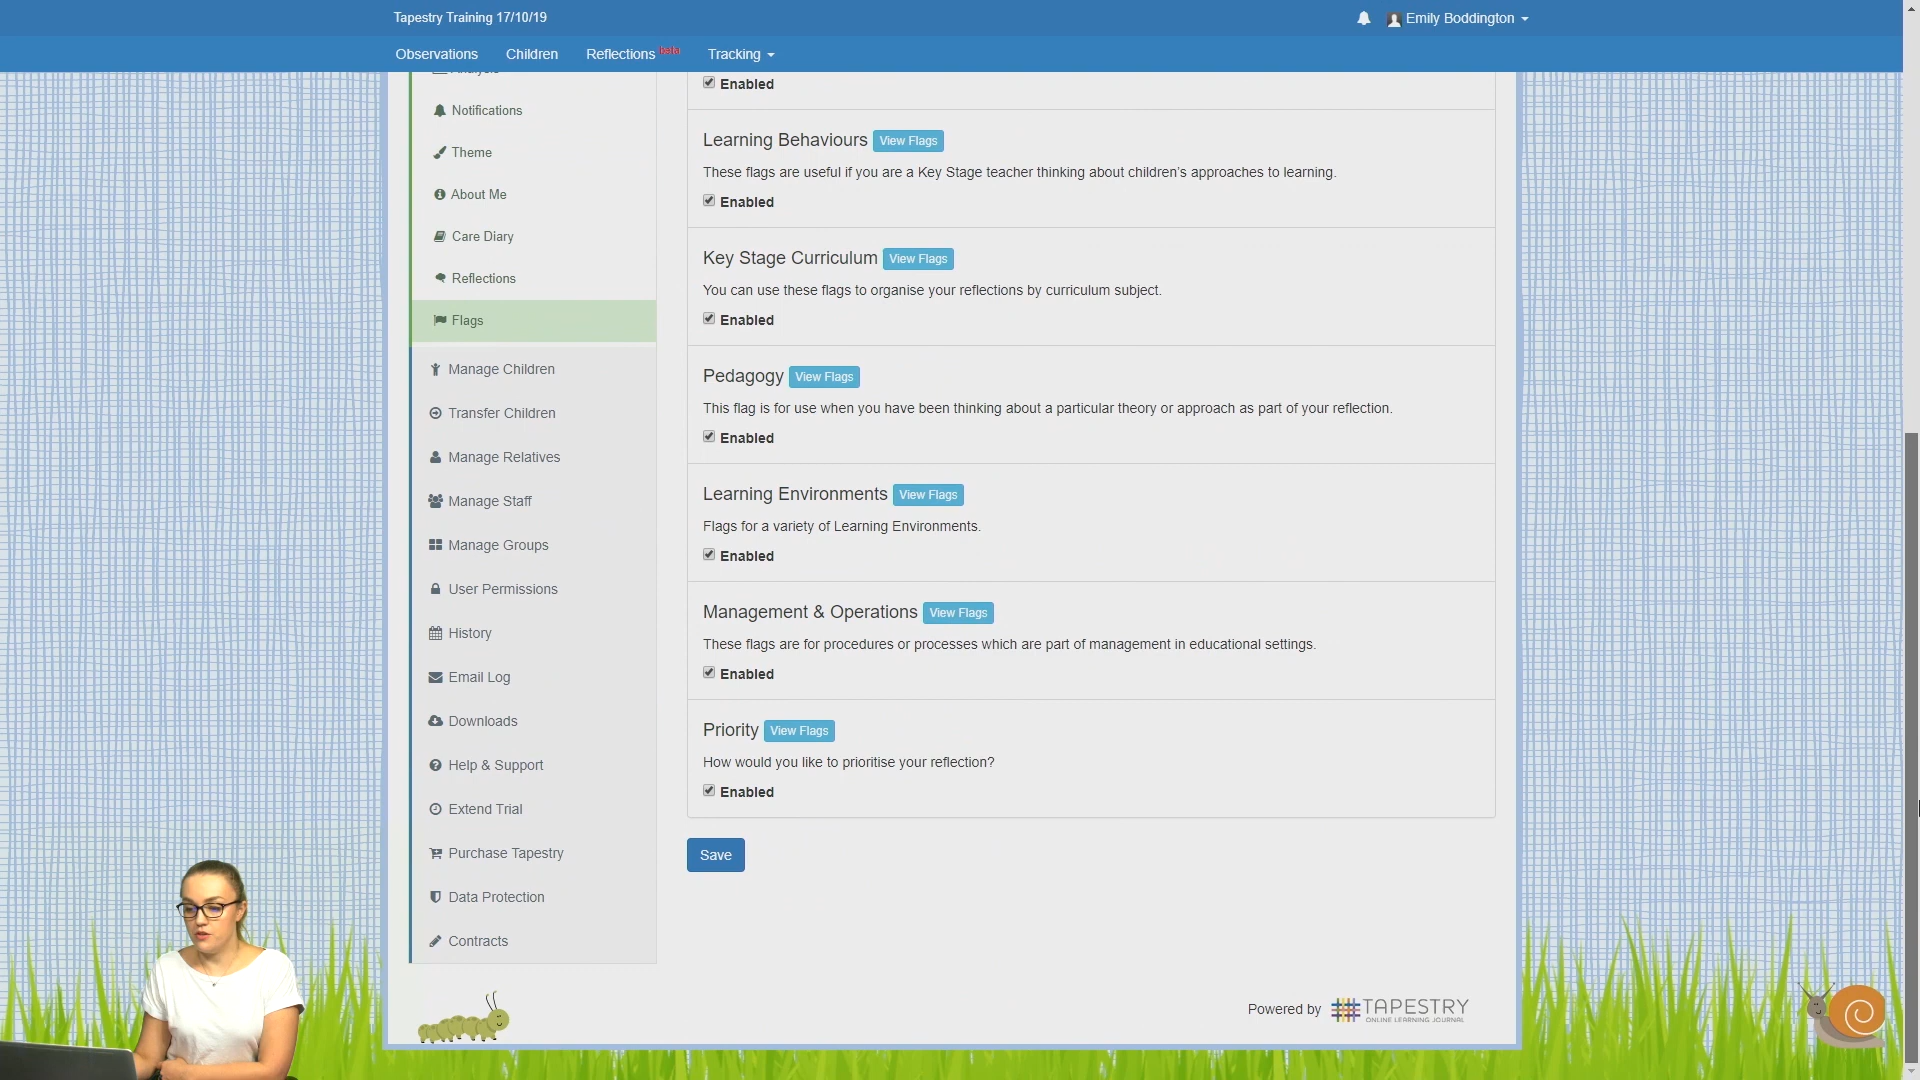 Tapestry Training 17/10/19
Emily Boddington
Observations
Children
Reflections beta
Tracking
Analysis
Notifications
Theme
About Me
Care Diary
Reflections
Flags
Manage Children
Transfer Children
Manage Relatives
Manage Staff
Manage Groups
User Permissions
History
Email Log
Downloads
Help & Support
Extend Trial
Purchase Tapestry
Data Protection
Contracts
Enabled
Learning Behaviours View Flags
These flags are useful if you are a Key Stage teacher thinking about children's approaches to learning.
Enabled
Key Stage Curriculum View Flags
You can use these flags to organise your reflections by curriculum subject.
Enabled
Pedagogy View Flags
This flag is for use when you have been thinking about a particular theory or approach as part of your reflection.
Enabled
Learning Environments View Flags
Flags for a variety of Learning Environments.
Enabled
Management & Operations View Flags
These flags are for procedures or processes which are part of management in educational settings.
Enabled
Priority View Flags
How would you like to prioritise your reflection?
Enabled
Save
Powered by TAPESTRY
ONLINE LEARNING JOURNAL